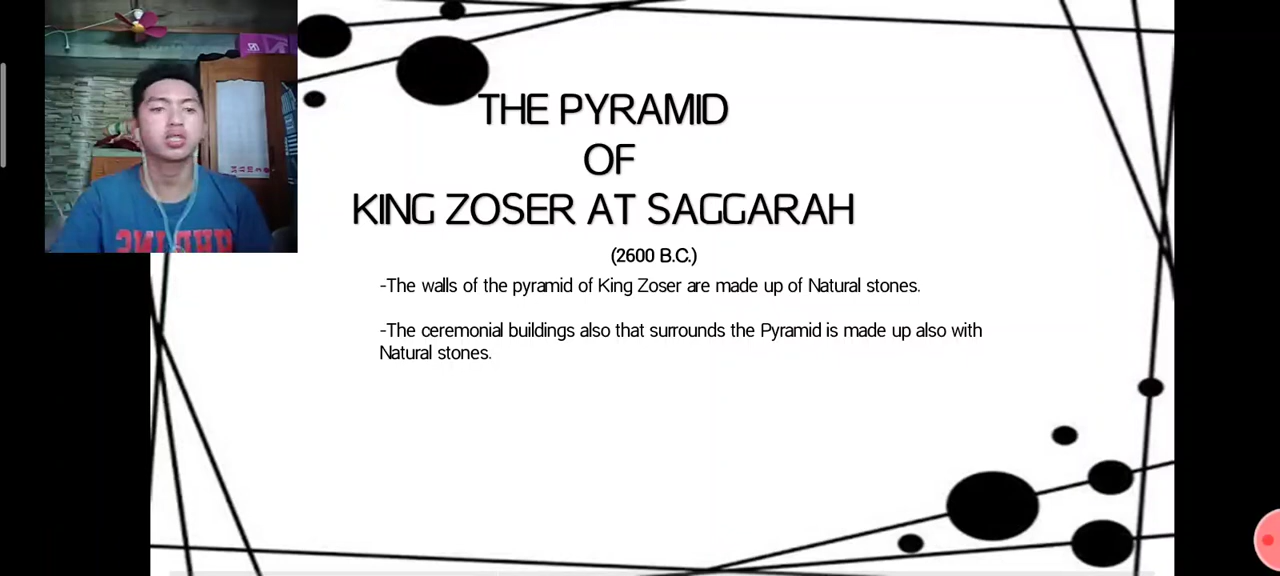 THE PYRAMID
OF
KING ZOSER AT SAGGARAH
(2600 B.C.)
-The walls of the pyramid of King Zoser are made up of Natural stones.
-The ceremonial buildings also that surrounds the Pyramid is made up also with
Natural stones.